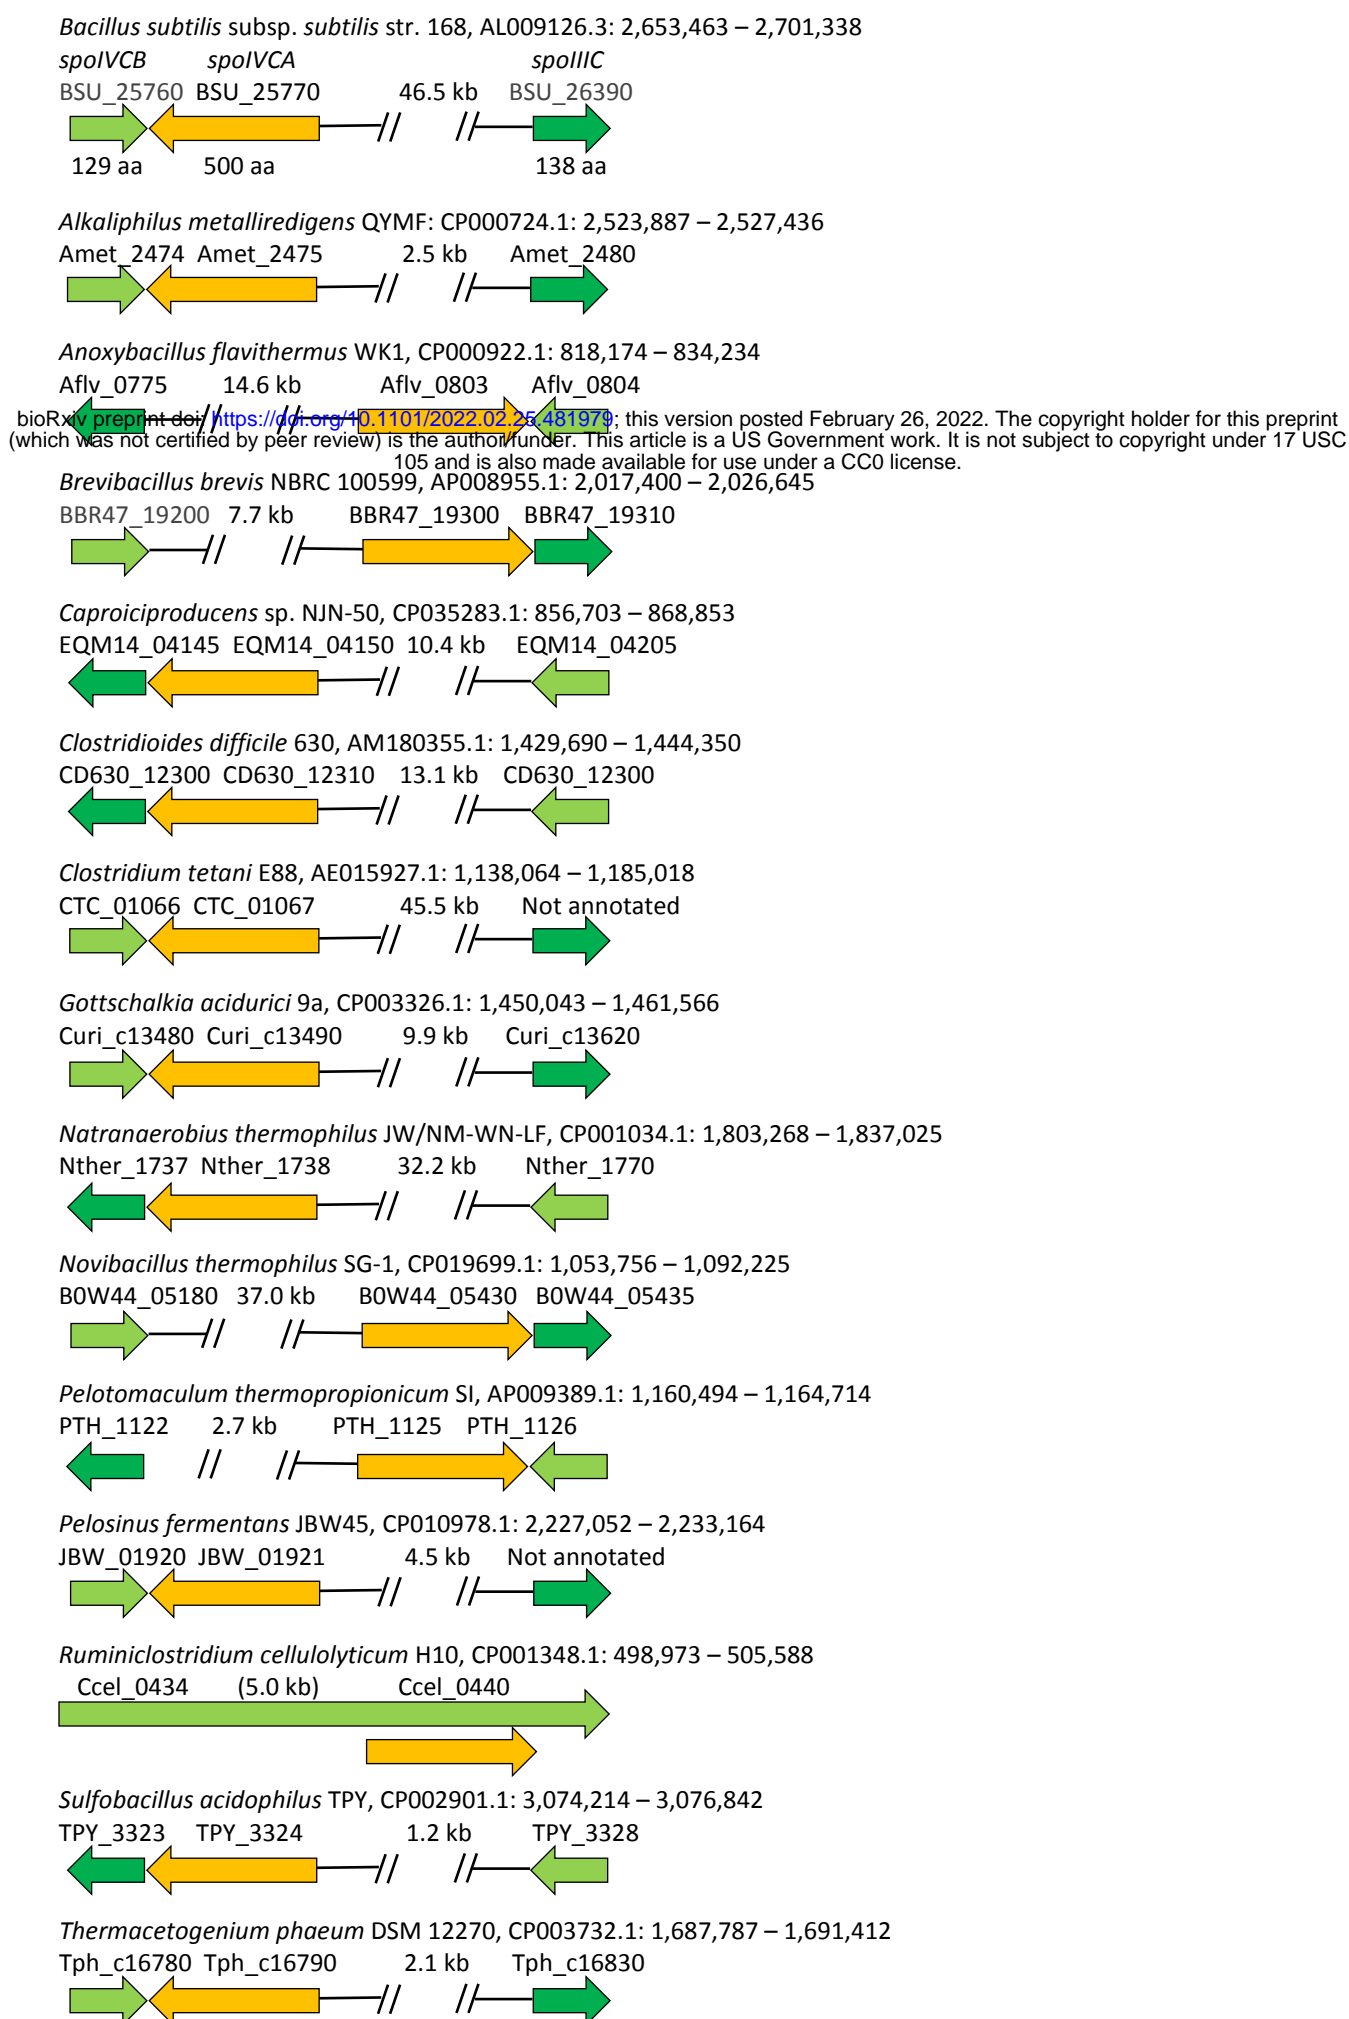 Bacillus subtilis subsp. subtilis str. 168, AL009126.3: 2,653,463 – 2,701,338
spoIVCB spoIVCA spoIIIC
BSU_25760 BSU_25770 46.5 kb BSU_26390
129 aa 500 aa 138 aa
Alkaliphilus metalliredigens QYMF: CP000724.1: 2,523,887 – 2,527,436
Amet_2474 Amet_2475 2.5 kb Amet_2480
Anoxybacillus flavithermus WK1, CP000922.1: 818,174 – 834,234
Aflv_0775 14.6 kb Aflv_0803 Aflv_0804
bioRxiv preprint doi: https://doi.org/10.1101/2022.02.25.481979; this version posted February 26, 2022. The copyright holder for this preprint
(which was not certified by peer review) is the author/funder. This article is a US Government work. It is not subject to copyright under 17 USC
105 and is also made available for use under a CC0 license.
Brevibacillus brevis NBRC 100599, AP008955.1: 2,017,400 – 2,026,645
BBR47_19200 7.7 kb BBR47_19300 BBR47_19310
Caproiciproducens sp. NJN-50, CP035283.1: 856,703 – 868,853
EQM14_04145 EQM14_04150 10.4 kb EQM14_04205
Clostridioides difficile 630, AM180355.1: 1,429,690 – 1,444,350
CD630_12300 CD630_12310 13.1 kb CD630_12300
Clostridium tetani E88, AE015927.1: 1,138,064 – 1,185,018
CTC_01066 CTC_01067 45.5 kb Not annotated
Gottschalkia acidurici 9a, CP003326.1: 1,450,043 – 1,461,566
Curi_c13480 Curi_c13490 9.9 kb Curi_c13620
Natranaerobius thermophilus JW/NM-WN-LF, CP001034.1: 1,803,268 – 1,837,025
Nther_1737 Nther_1738 32.2 kb Nther_1770
Novibacillus thermophilus SG-1, CP019699.1: 1,053,756 – 1,092,225
B0W44_05180 37.0 kb B0W44_05430 B0W44_05435
Pelotomaculum thermopropionicum SI, AP009389.1: 1,160,494 – 1,164,714
PTH_1122 2.7 kb PTH_1125 PTH_1126
Pelosinus fermentans JBW45, CP010978.1: 2,227,052 – 2,233,164
JBW_01920 JBW_01921 4.5 kb Not annotated
Ruminiclostridium cellulolyticum H10, CP001348.1: 498,973 – 505,588
Ccel_0434 (5.0 kb) Ccel_0440
Sulfobacillus acidophilus TPY, CP002901.1: 3,074,214 – 3,076,842
TPY_3323 TPY_3324 1.2 kb TPY_3328
Thermacetogenium phaeum DSM 12270, CP003732.1: 1,687,787 – 1,691,412
Tph_c16780 Tph_c16790 2.1 kb Tph_c16830